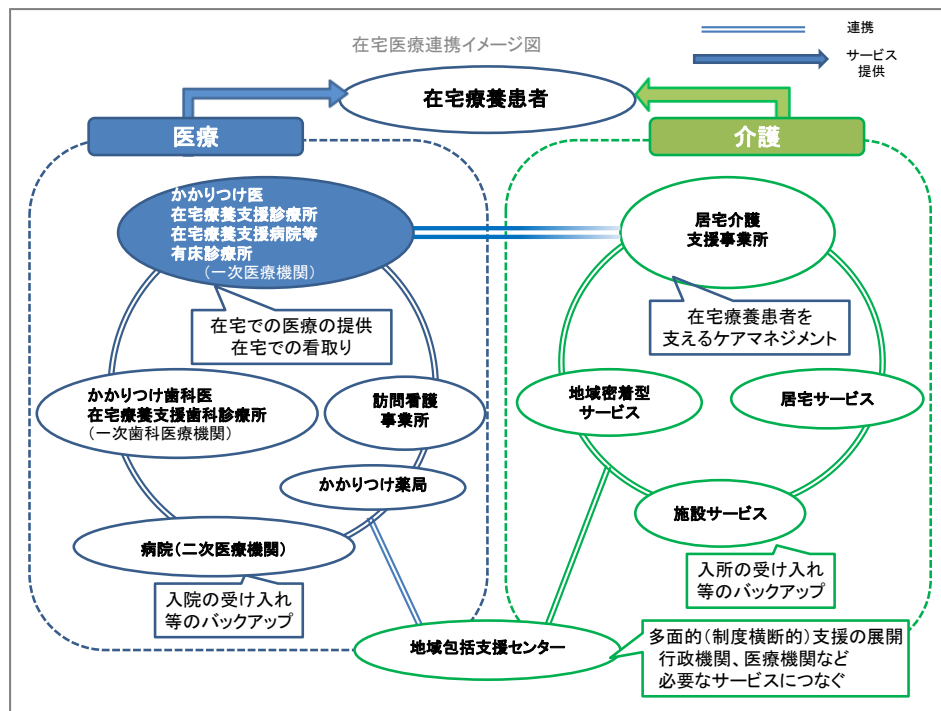 在宅医療連携イメージ図
連携
サービス
提供
在宅療養患者
医療
介護
かかりつけ医
在宅療養支援診療所
在宅療養支援病院等
有床診療所
(一次医療機関)
居宅介護
支援事業所
在宅での医療の提供
在宅での看取り
在宅療養患者を
支えるケアマネジメント
かかりつけ歯科医
在宅療養支援歯科診療所
(一次歯科医療機関)
訪問看護
事業所
地域密着型
サービス
居宅サービス
かかりつけ薬局
施設サービス
病院(二次医療機関)
入院の受け入れ
等のバックアップ
入所の受け入れ
等のバックアップ
地域包括支援センター
多面的(制度横断的)支援の展開
行政機関、医療機関など
必要なサービスにつなぐ